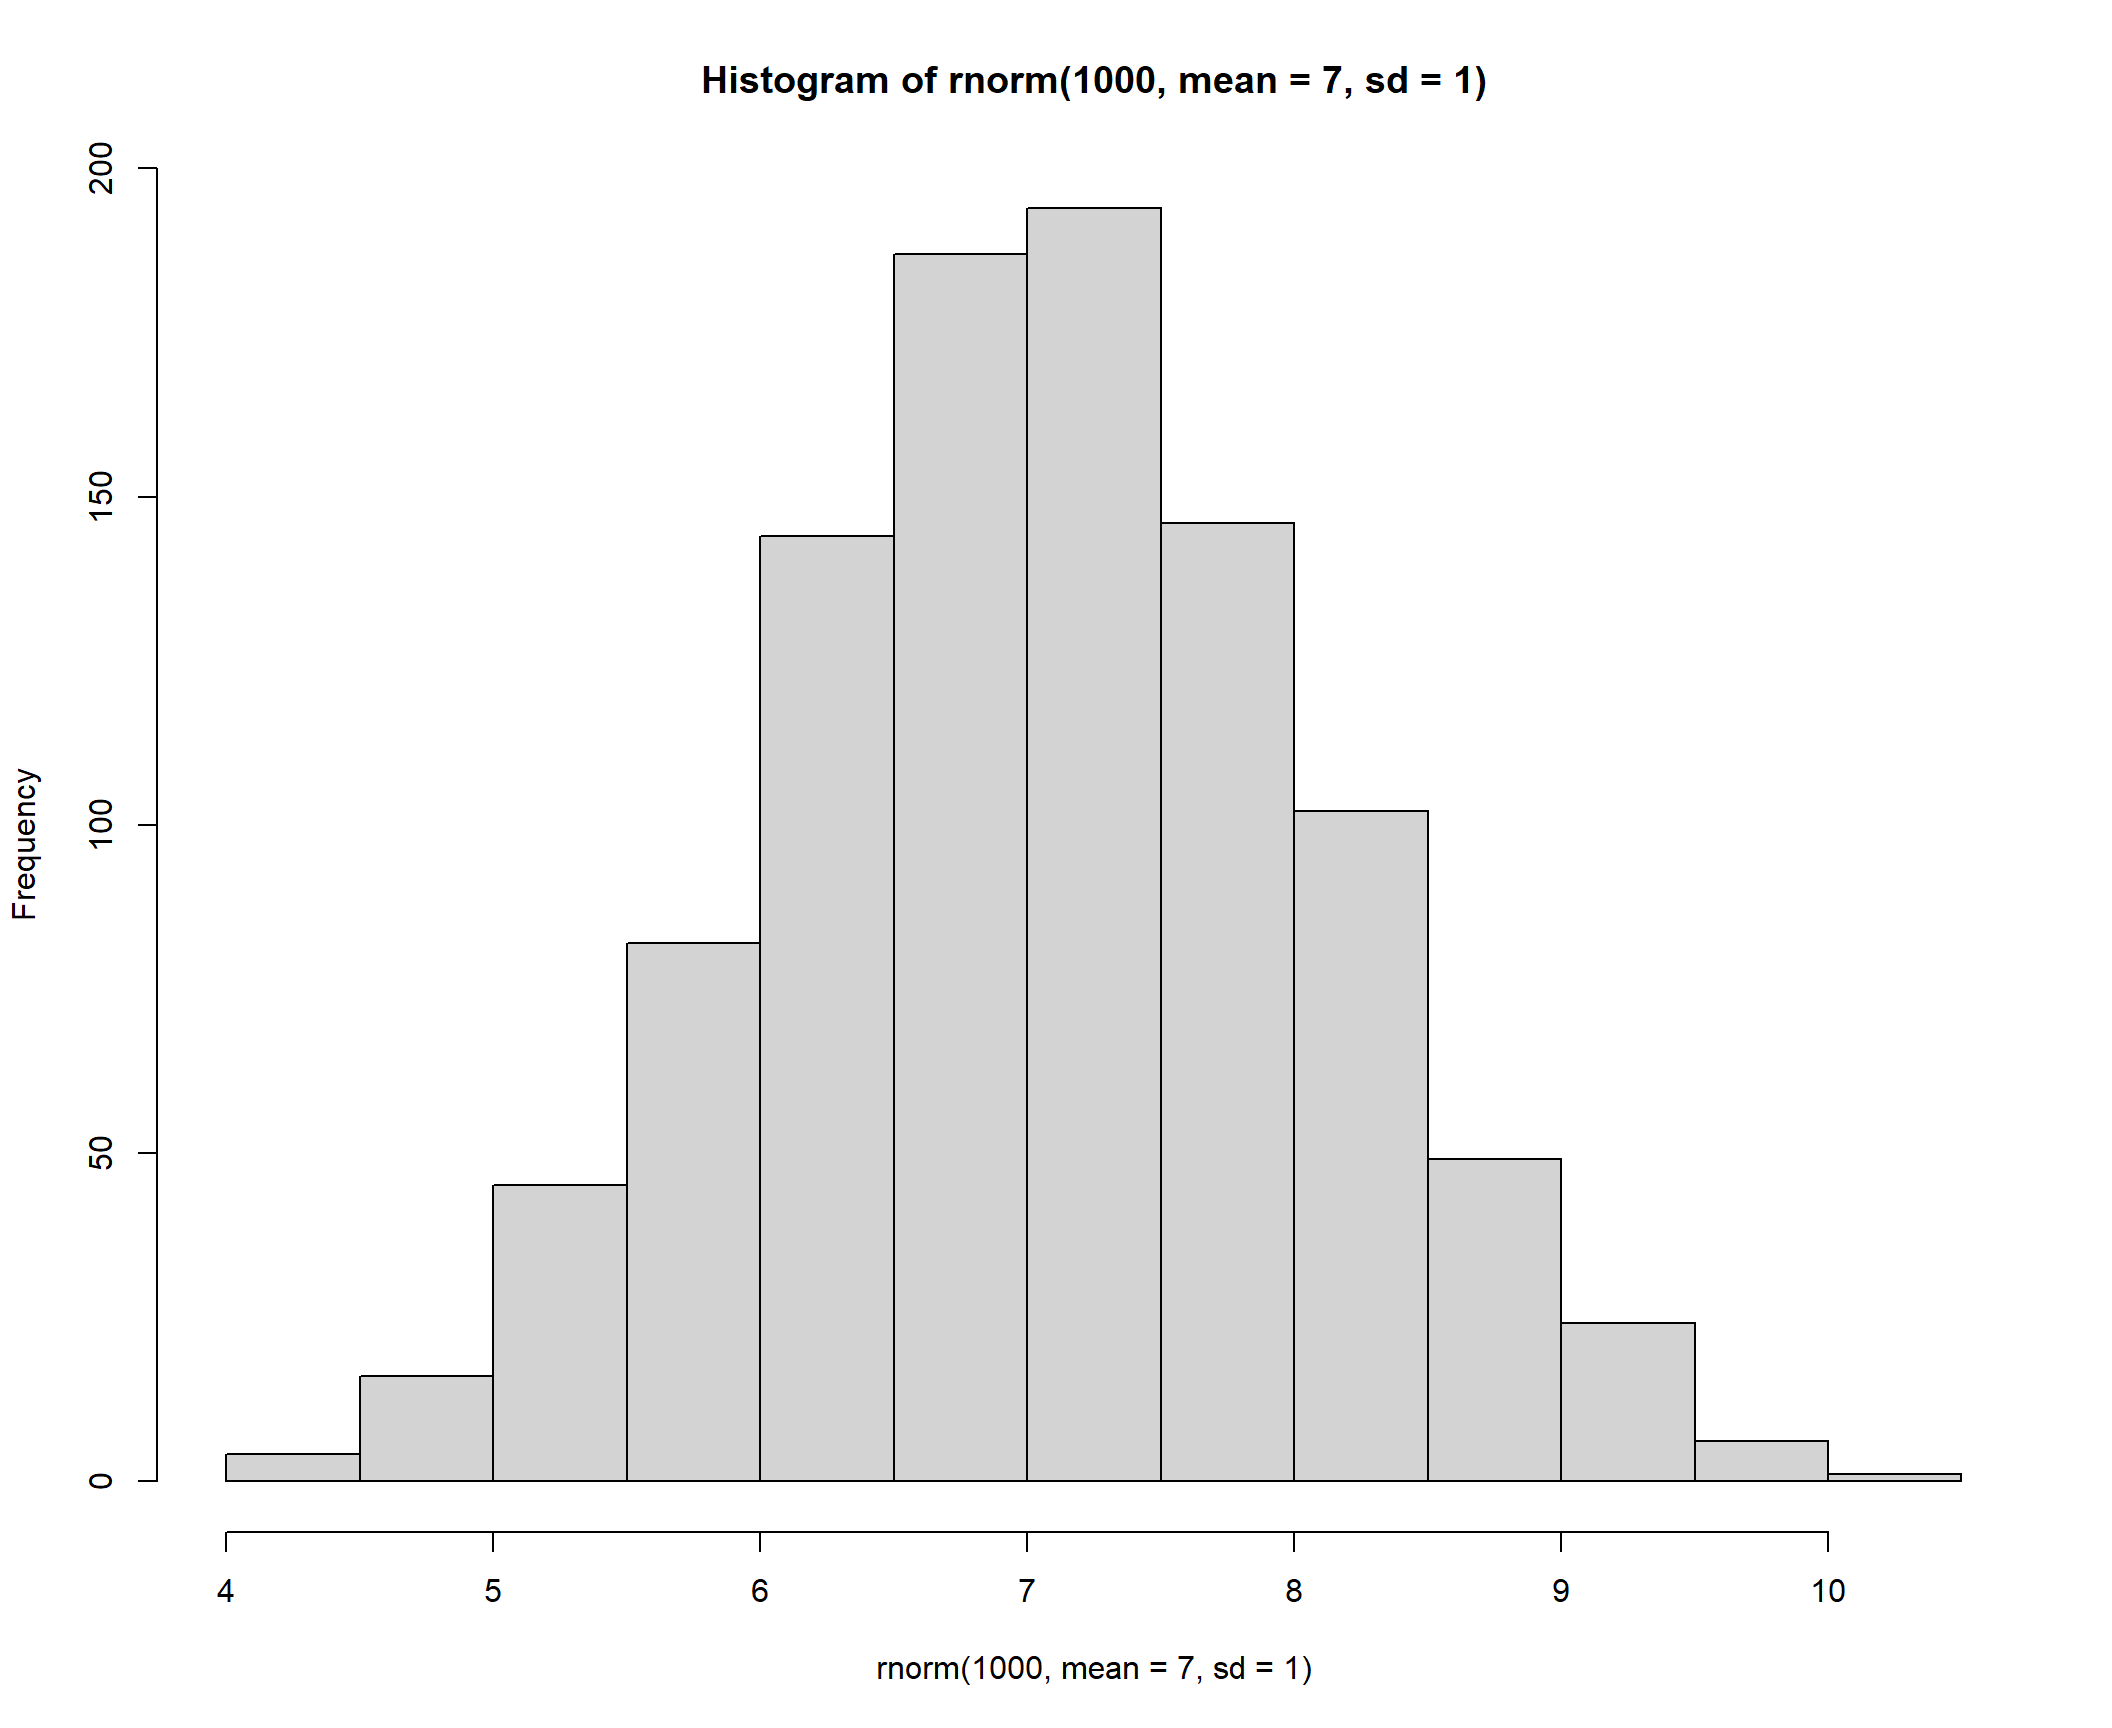 Histogram of rnorm(1000, mean = 7, sd = 1)
200
150
100
50
0
Frequency
4 5 6 7 8 9 10
rnorm(1000, mean = 7, sd = 1)